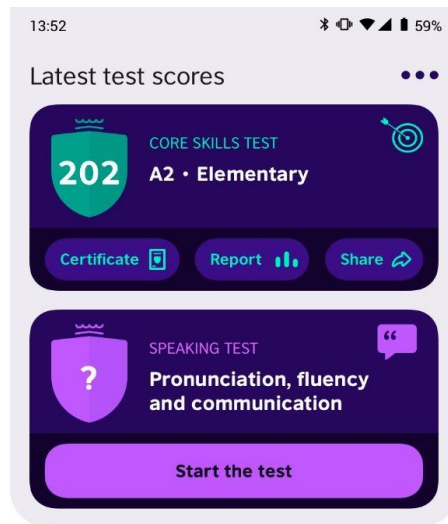 13:52 59%
Latest test scores
202
CORE SKILLS TEST
A2 • Elementary
Certificate Report Share
?
SPEAKING TEST
“
Pronunciation, fluency
and communication
Start the test